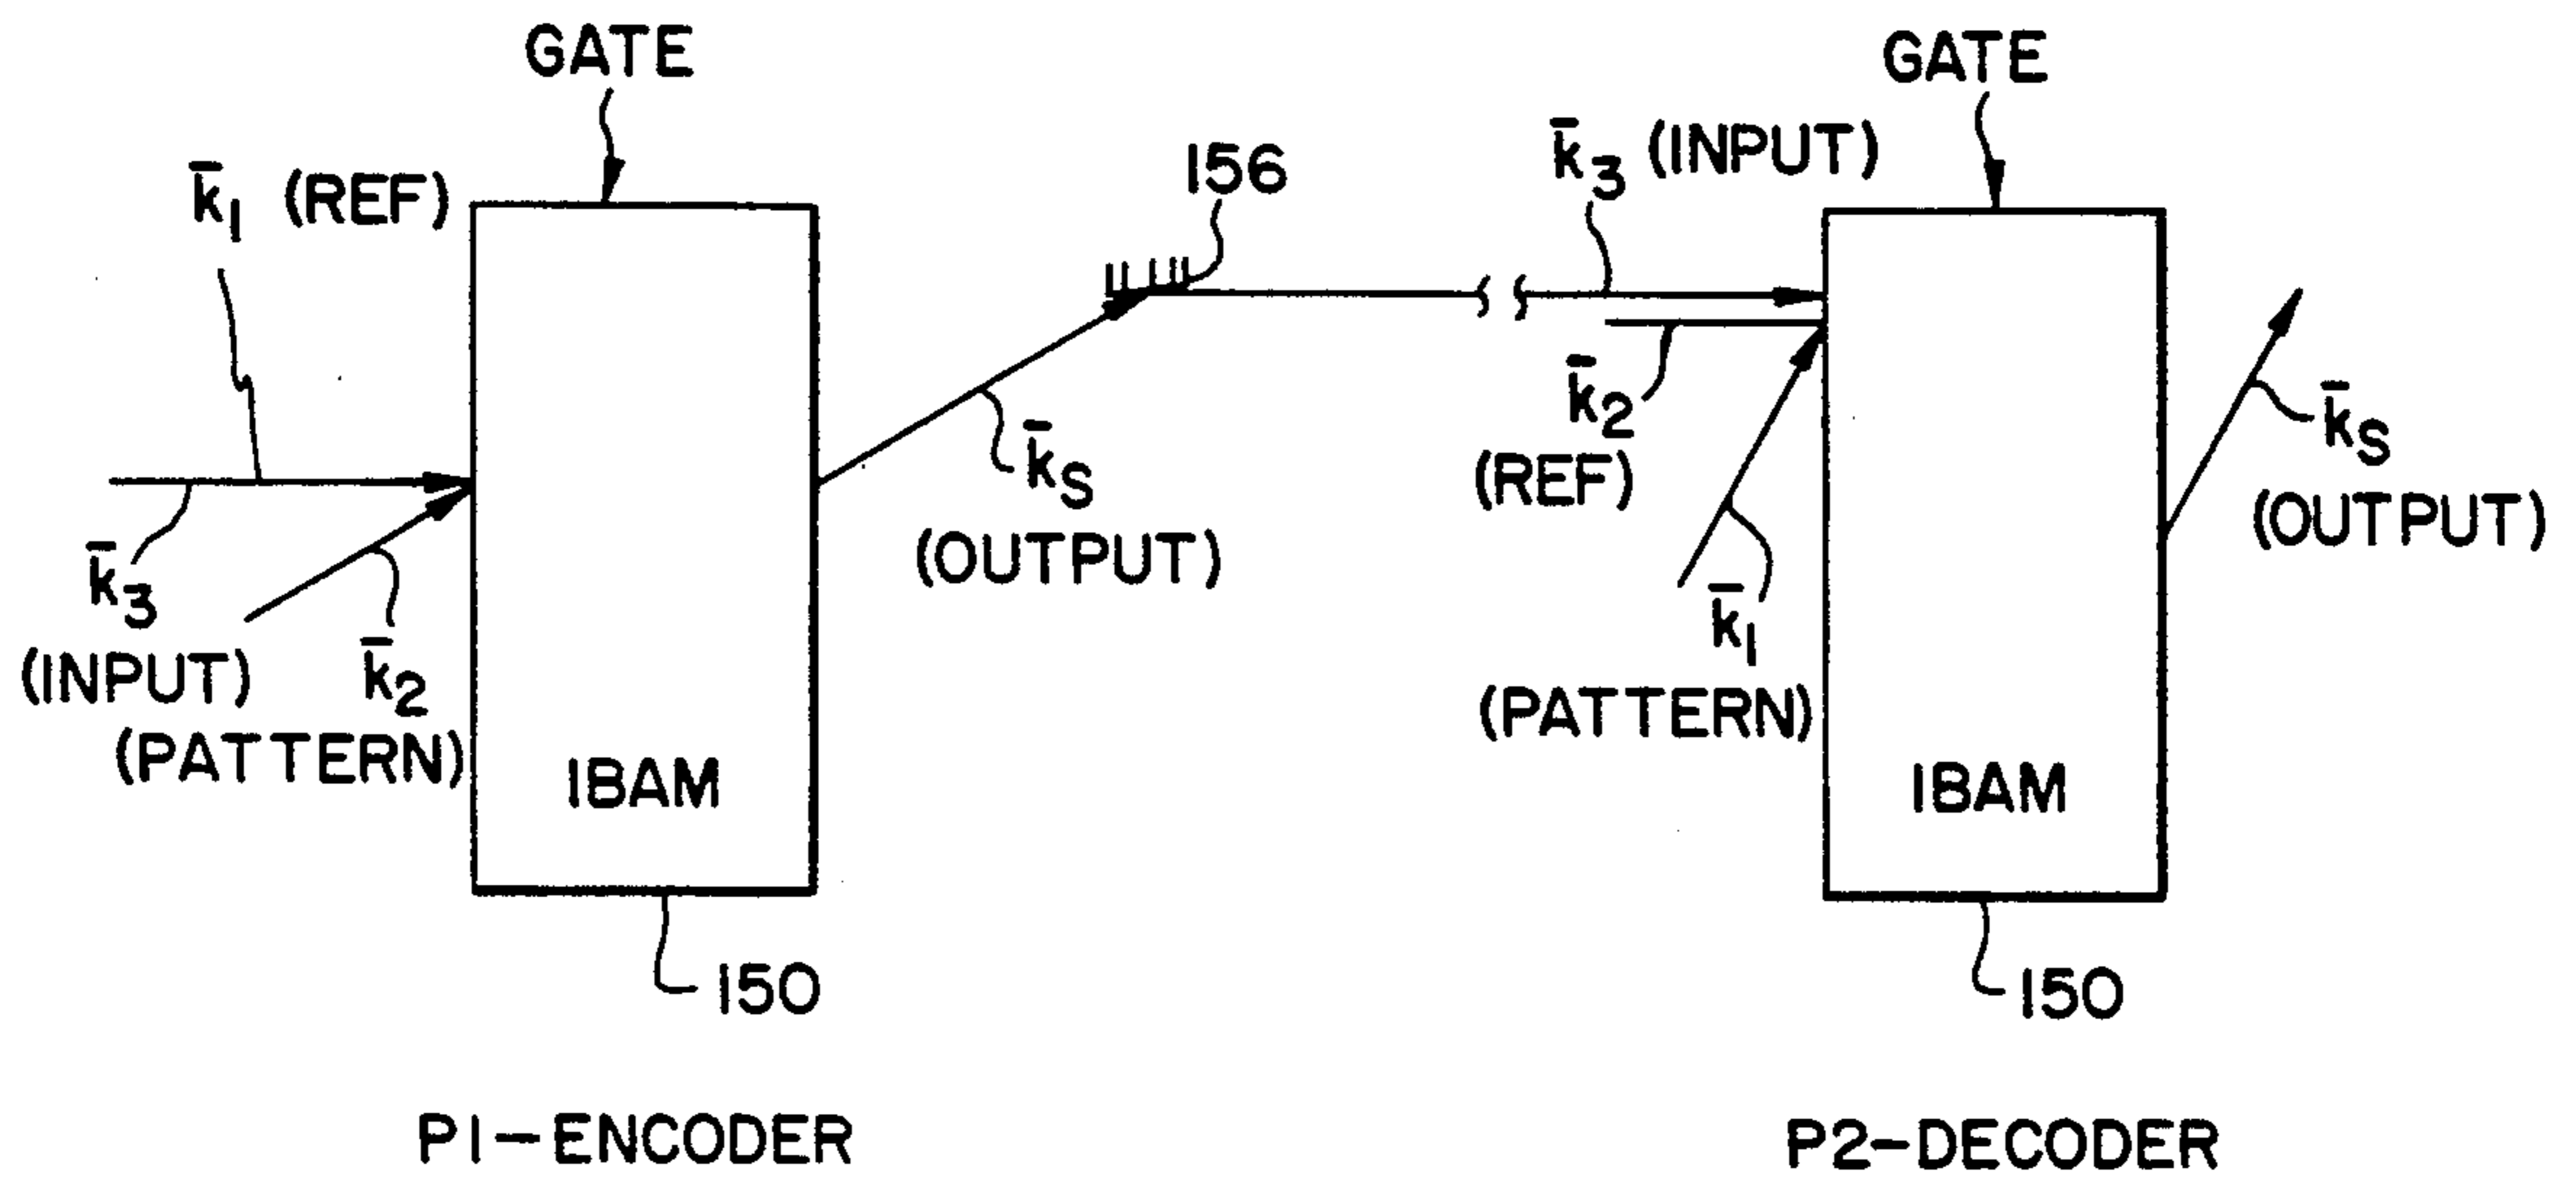 GATE
k̄1 (REF)
k̄3
(INPUT)
k̄2
(PATTERN)
IBAM
150
k̄S
(OUTPUT)
156
P1–ENCODER
GATE
k̄3 (INPUT)
k̄2
(REF)
k̄1
(PATTERN)
IBAM
150
k̄S
(OUTPUT)
P2–DECODER